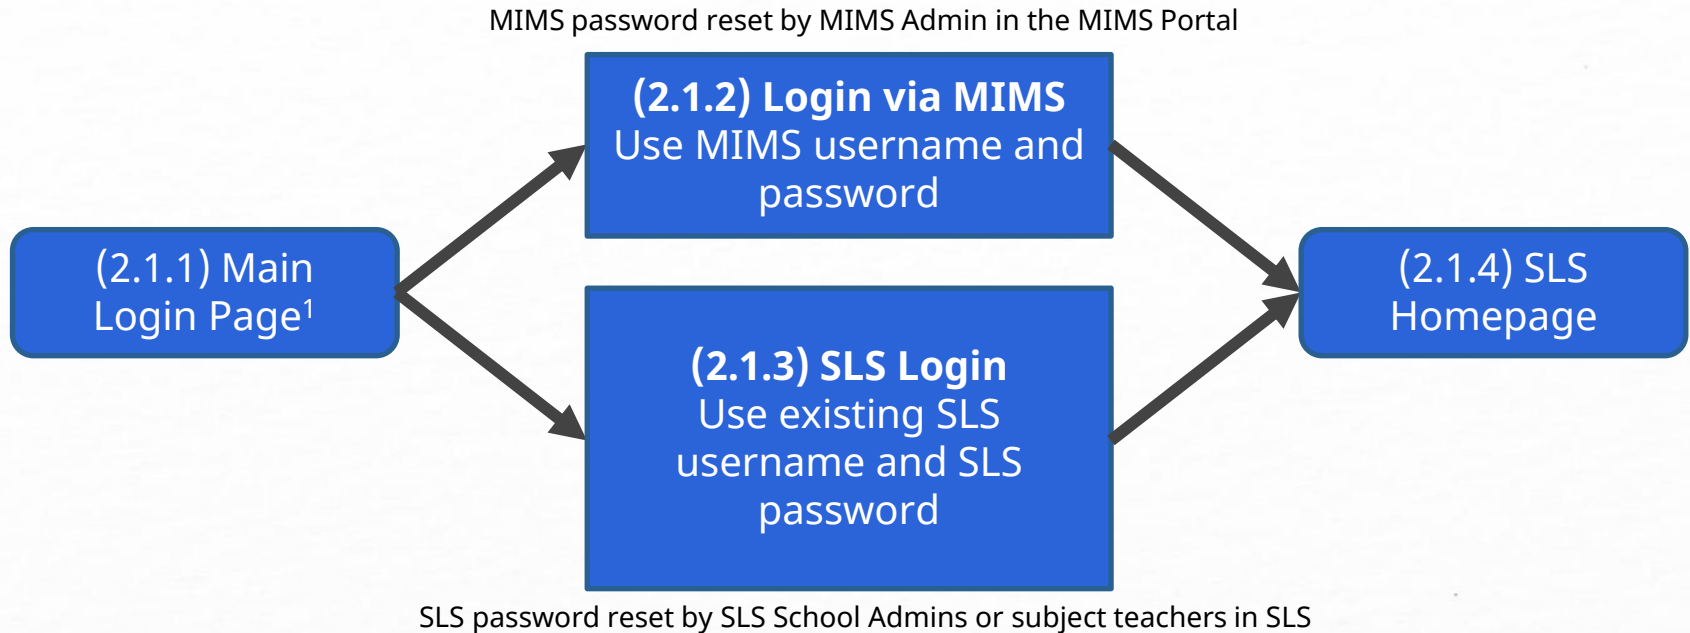 MIMS password reset by MIMS Admin in the MIMS Portal
(2.1.2) Login via MIMS
Use MIMS username and
password
(2.1.1) Main
Login Page¹
(2.1.4) SLS
Homepage
(2.1.3) SLS Login
Use existing SLS
username and SLS
password
SLS password reset by SLS School Admins or subject teachers in SLS